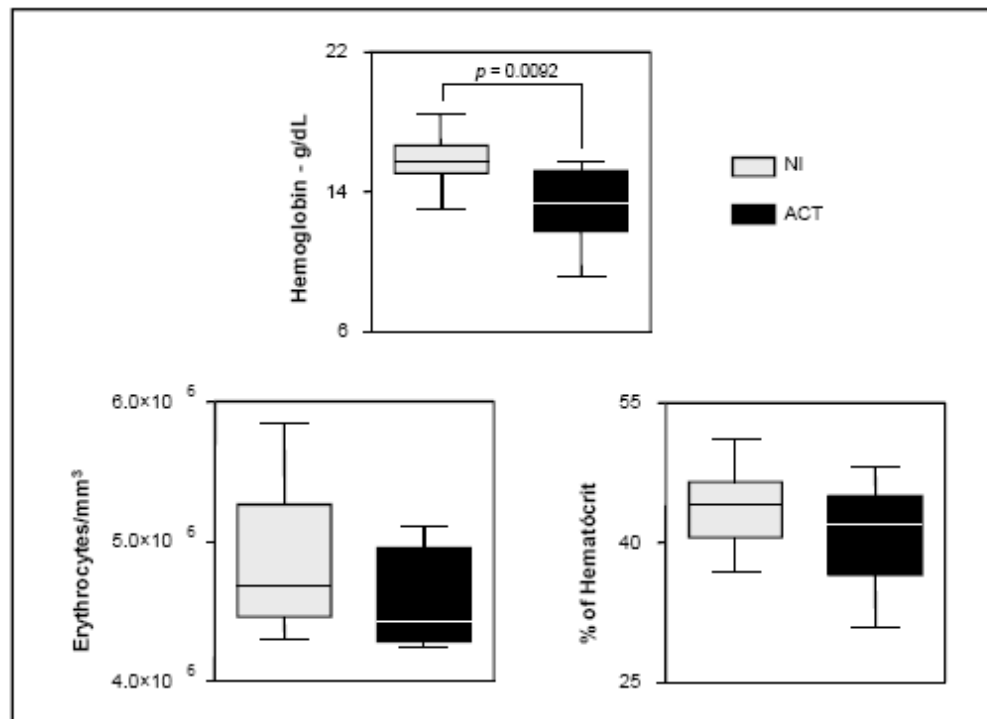 22
p = 0.0092
Hemoglobin - g/dL
14
6
NI
ACT
6.0×10 6
Erythrocytes/mm³
5.0×10 6
4.0×10 6
55
% of Hematócrit
40
25